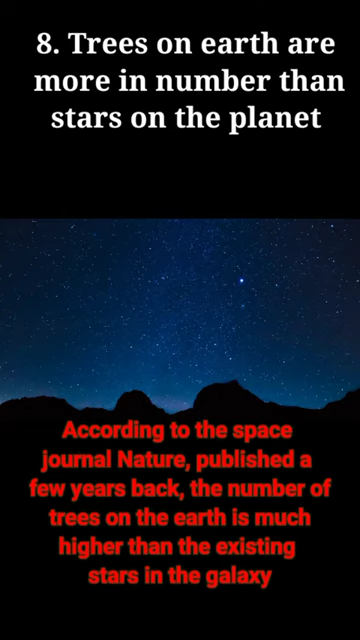 8. Trees on earth are
more in number than
stars on the planet
According to the space
journal Nature, published a
few years back, the number of
trees on the earth is much
higher than the existing
stars in the galaxy